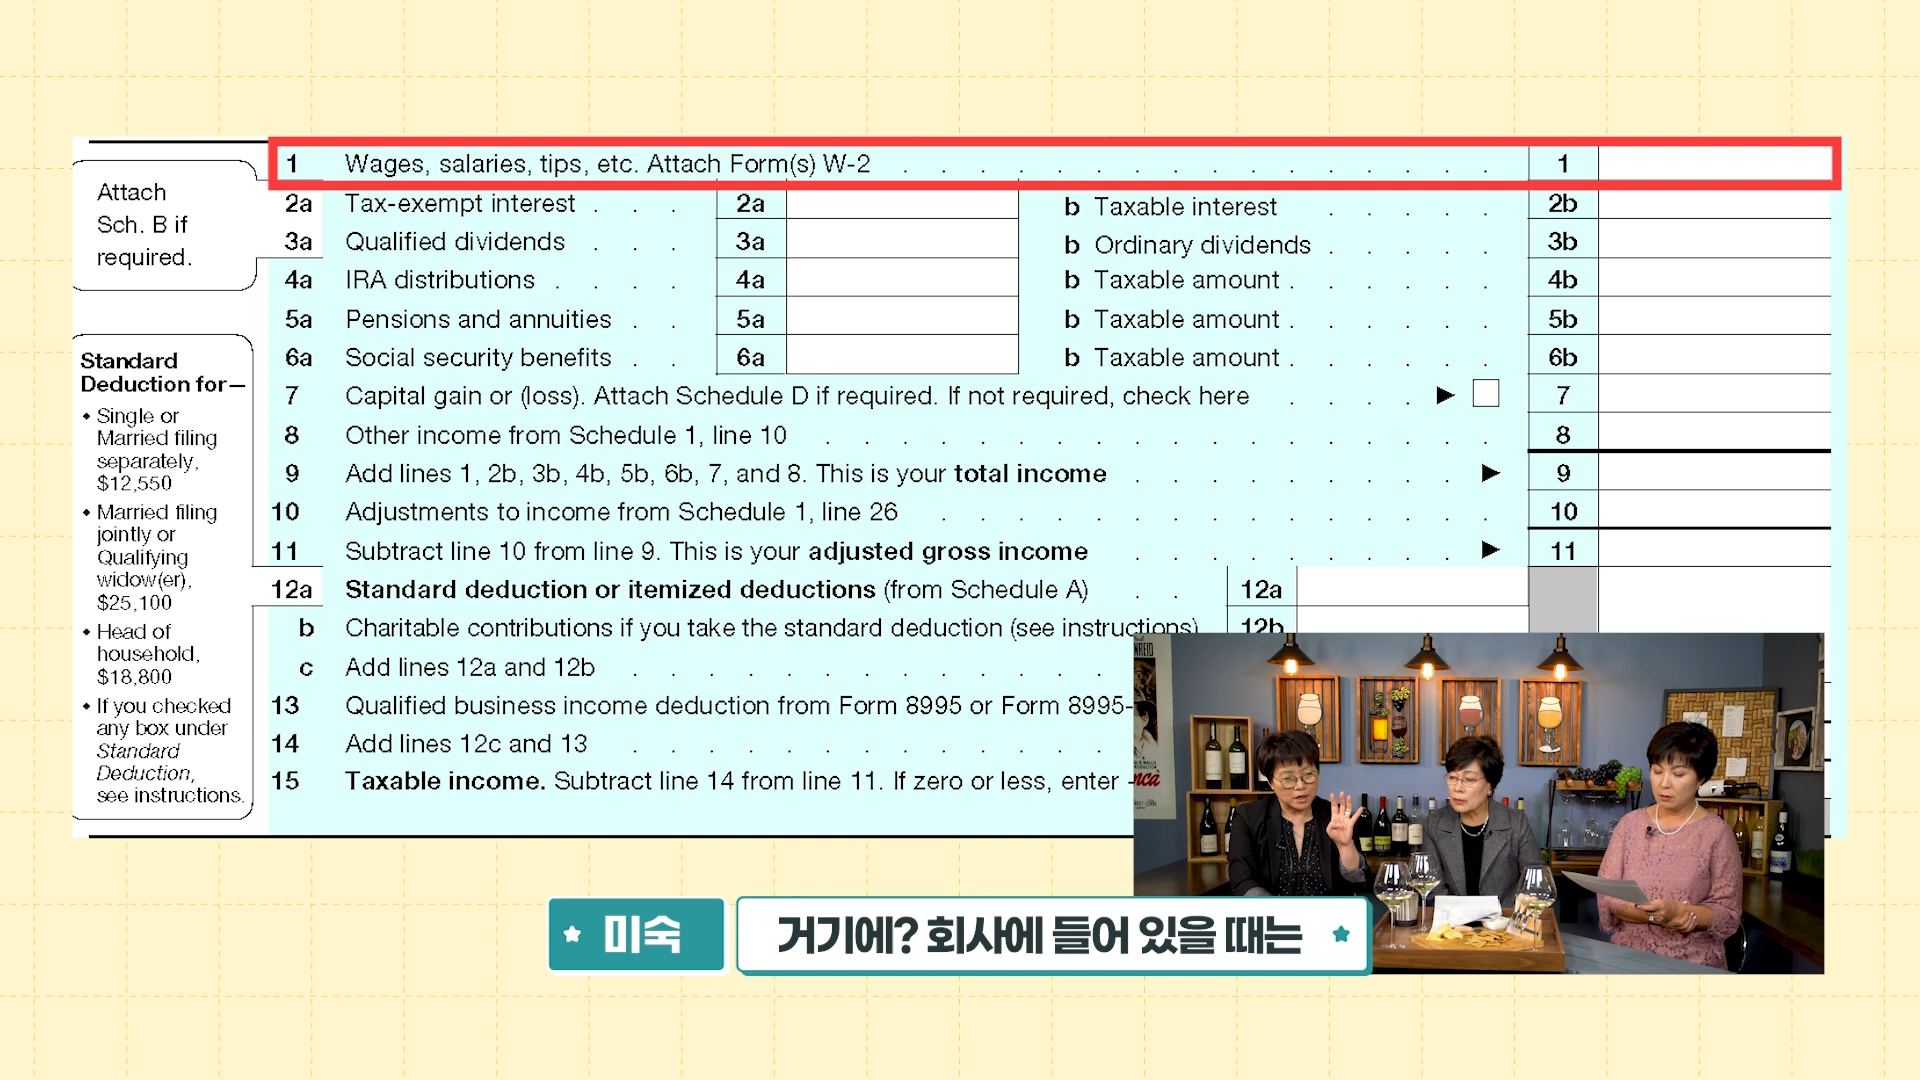 1 Wages, salaries, tips, etc. Attach Form(s) W-2 . . . . . . . . . . . . . . . . 1
Attach
Sch. B if
required.
2a Tax-exempt interest . . . 2a b Taxable interest . . . . . 2b
3a Qualified dividends . . . 3a b Ordinary dividends . . . . . 3b
4a IRA distributions . . . . 4a b Taxable amount . . . . . . 4b
5a Pensions and annuities . . 5a b Taxable amount . . . . . . 5b
6a Social security benefits . . 6a b Taxable amount . . . . . . 6b
7 Capital gain or (loss). Attach Schedule D if required. If not required, check here . . . . ▶ 7
8 Other income from Schedule 1, line 10 . . . . . . . . . . . . . . . . . . 8
9 Add lines 1, 2b, 3b, 4b, 5b, 6b, 7, and 8. This is your total income . . . . . . . . . ▶ 9
10 Adjustments to income from Schedule 1, line 26 . . . . . . . . . . . . . . . 10
11 Subtract line 10 from line 9. This is your adjusted gross income . . . . . . . . . ▶ 11
12a Standard deduction or itemized deductions (from Schedule A) . . 12a
b Charitable contributions if you take the standard deduction (see instructions) 12b
c Add lines 12a and 12b . . . . . . . . . . . . .
13 Qualified business income deduction from Form 8995 or Form 8995-
14 Add lines 12c and 13 . . . . . . . . . . . . .
15 Taxable income. Subtract line 14 from line 11. If zero or less, enter -
Standard
Deduction for—
• Single or
Married filing
separately,
$12,550
• Married filing
jointly or
Qualifying
widow(er),
$25,100
• Head of
household,
$18,800
• If you checked
any box under
Standard
Deduction,
see instructions.
미숙
거기에? 회사에 들어 있을 때는